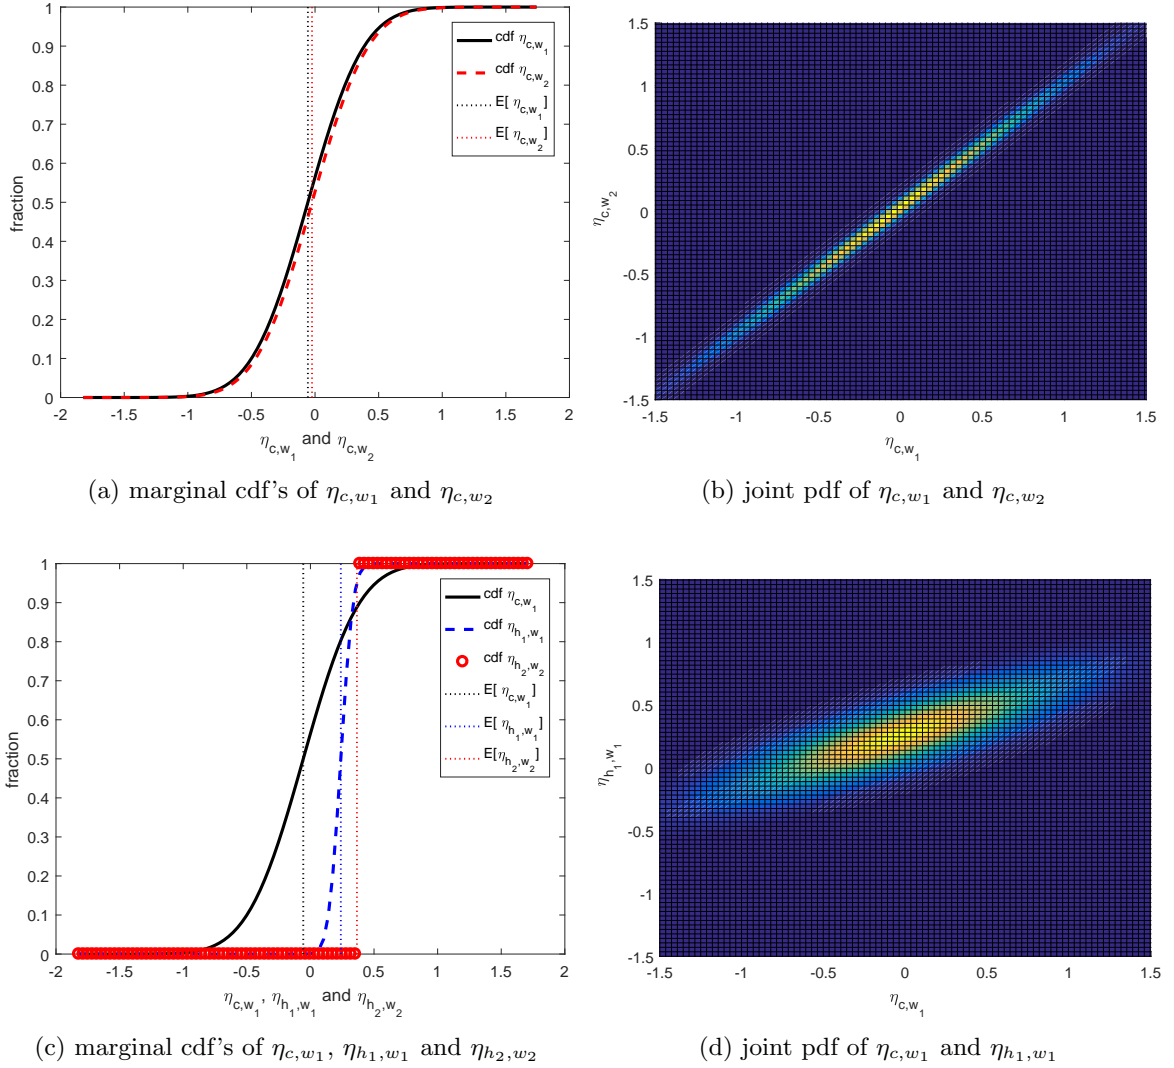 1
0.9
0.8
0.7
0.6
0.5
0.4
0.3
0.2
0.1
0
fraction
-2 -1.5 -1 -0.5 0 0.5 1 1.5 2
η_{c,w_1} and η_{c,w_2}
cdf η_{c,w_1}
cdf η_{c,w_2}
E[ η_{c,w_1}]
E[ η_{c,w_2}]
(a) marginal cdf's of η_{c,w_1} and η_{c,w_2}
1.5
1
0.5
0
-0.5
-1
-1.5
η_{c,w_2}
-1.5 -1 -0.5 0 0.5 1 1.5
η_{c,w_1}
(b) joint pdf of η_{c,w_1} and η_{c,w_2}
1
0.9
0.8
0.7
0.6
0.5
0.4
0.3
0.2
0.1
0
fraction
-2 -1.5 -1 -0.5 0 0.5 1 1.5 2
η_{c,w_1}, η_{h_1,w_1} and η_{h_2,w_2}
cdf η_{c,w_1}
cdf η_{h_1,w_1}
cdf η_{h_2,w_2}
E[ η_{c,w_1}]
E[ η_{h_1,w_1}]
E[η_{h_2,w_2}]
(c) marginal cdf's of η_{c,w_1}, η_{h_1,w_1} and η_{h_2,w_2}
1.5
1
0.5
0
-0.5
-1
-1.5
η_{h_1,w_1}
-1.5 -1 -0.5 0 0.5 1 1.5
η_{c,w_1}
(d) joint pdf of η_{c,w_1} and η_{h_1,w_1}